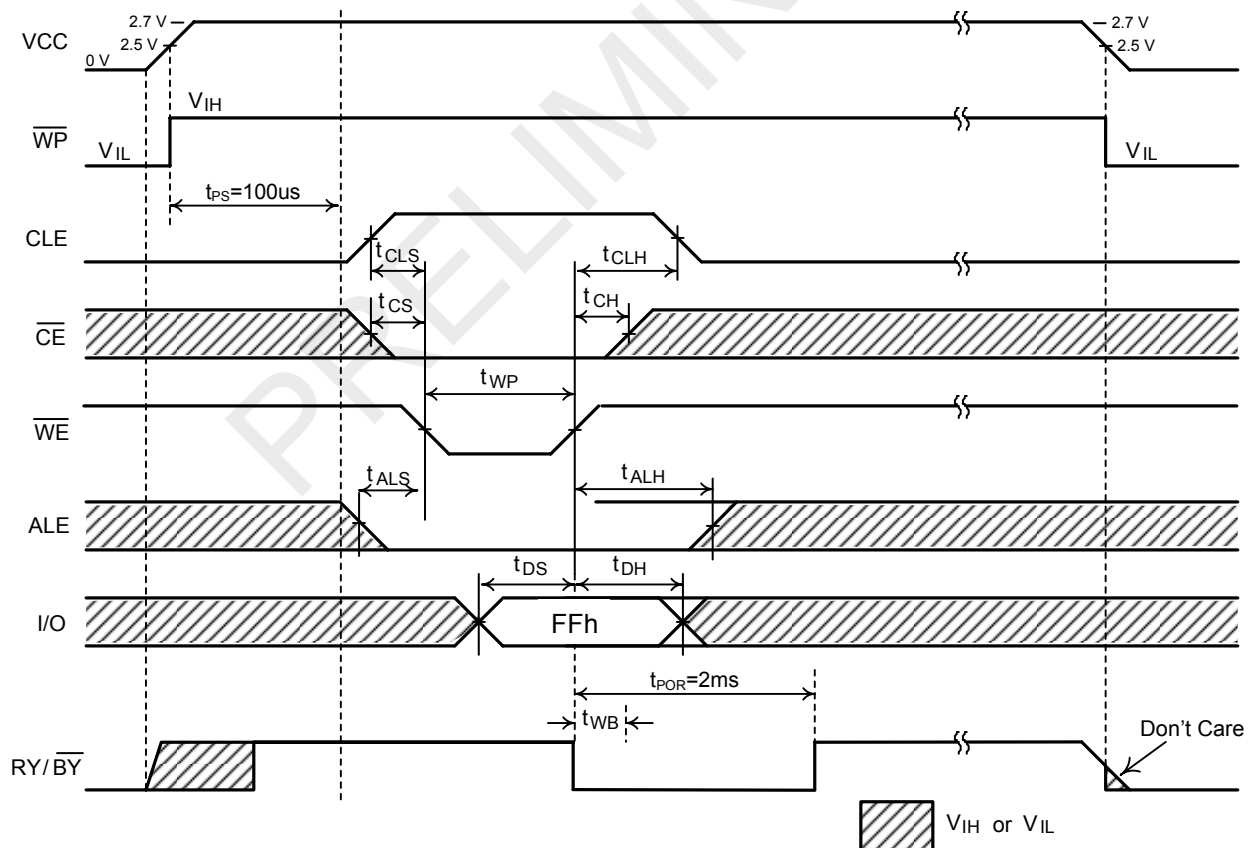 PRELIMIN
VCC
2.7 V
2.5 V
0 V
2.7 V
2.5 V
WP
VIH
VIL
VIL
tPS=100us
CLE
tCLS
tCLH
CE
tCS
tCH
tWP
WE
ALE
tALS
tALH
I/O
tDS
tDH
FFh
tPOR=2ms
tWB
RY/BY
Don't Care
VIH or VIL